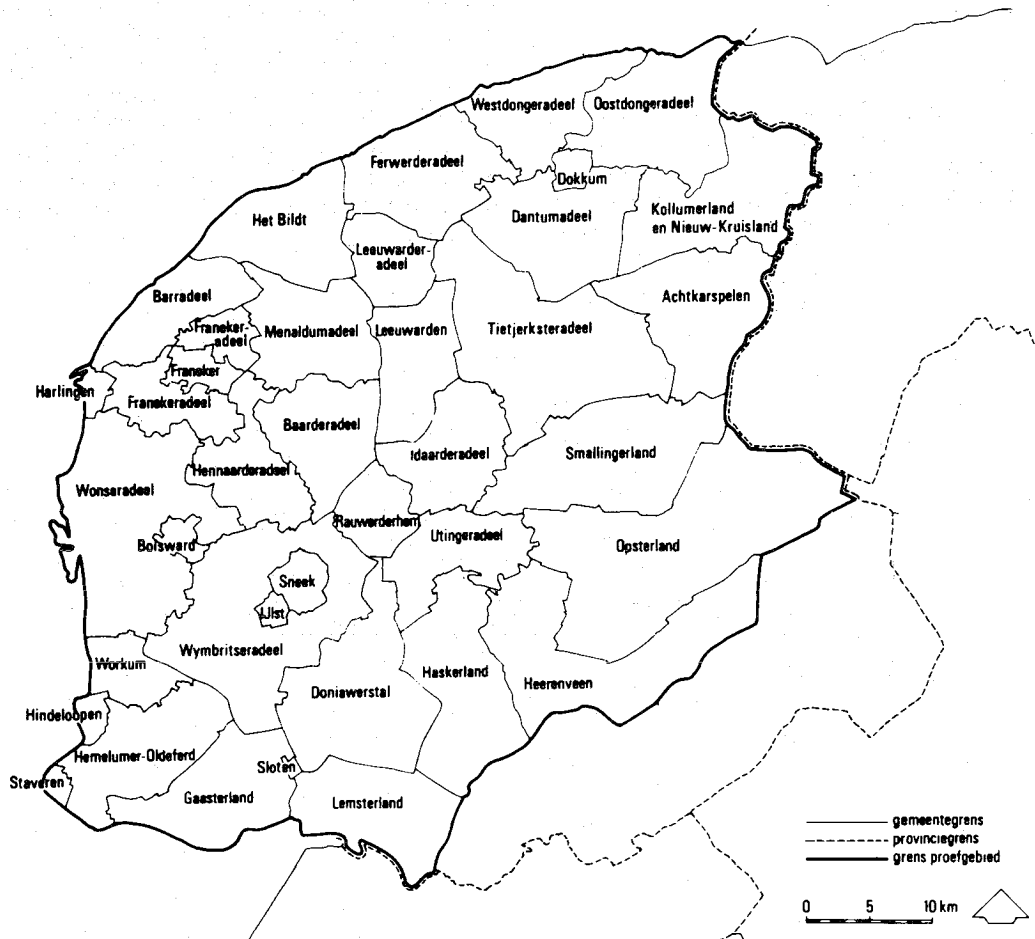 Westdongeradeel
Oostdongeradeel
Ferwerderadeel
Dokkum
Dantumadeel
Kollumerland
en Nieuw-Kruisland
Het Bildt
Leeuwarder-
adeel
Achtkarspelen
Barradeel
Franeker-
adeel
Menaldumadeel
Leeuwarden
Tietjerksteradeel
Franeker
Harlingen
Franekeradeel
Baarderadeel
Idaarderadeel
Smallingerland
Hennaarderadeel
Wonseradeel
Rauwerderhem
Utingeradeel
Opsterland
Bolsward
Sneek
IJlst
Wymbritseradeel
Workum
Haskerland
Heerenveen
Doniawerstal
Hindeloopen
Hemelumer-Oldeferd
Sloten
Staveren
Gaasterland
Lemsterland
gemeentegrens
provinciegrens
grens proefgebied
0 5 10 km